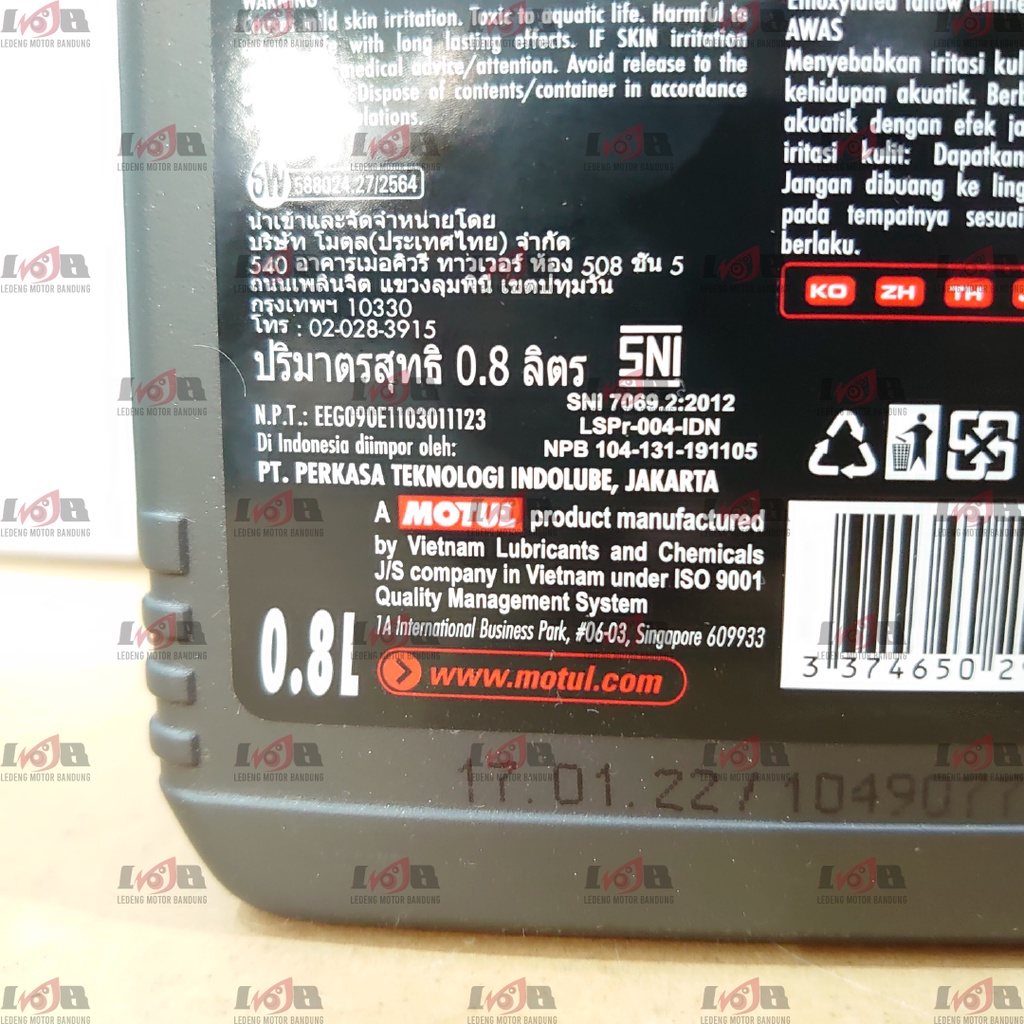 WARNING
mild skin irritation. Toxic to aquatic life. Harmful to
with long lasting effects. IF SKIN irritation
medical advice/attention. Avoid release to the
Dispose of contents/container in accordance
Ethoxylated tallow amine
AWAS
Menyebabkan iritasi kul
kehidupan akuatik. Berb
akuatik dengan efek ja
iritasi kulit: Dapatkan
Jangan dibuang ke ling
pada tempatnya sesuai
berlaku.
KO ZH TH
SW 588024.27/2564
นำเข้าและจัดจำหน่ายโดย
บริษัท โมตุล(ประเทศไทย) จำกัด
540 อาคารเมอคิวรี่ ทาวเวอร์ ห้อง 508 ชั้น 5
ถนนเพลินจิต แขวงลุมพินี เขตปทุมวัน
กรุงเทพฯ 10330
โทร : 02-028-3915
ปริมาตรสุทธิ 0.8 ลิตร
SNI
SNI 7069.2:2012
LSPr-004-IDN
NPB 104-131-191105
N.P.T.: EEG090E1103011123
Di Indonesia diimpor oleh:
PT. PERKASA TEKNOLOGI INDOLUBE, JAKARTA
A MOTUL product manufactured
by Vietnam Lubricants and Chemicals
J/S company in Vietnam under ISO 9001
Quality Management System
1A International Business Park, #06-03, Singapore 609933
0.8L
www.motul.com
3 374650 2
17.01.22 / 1049077
LEDENG MOTOR BANDUNG